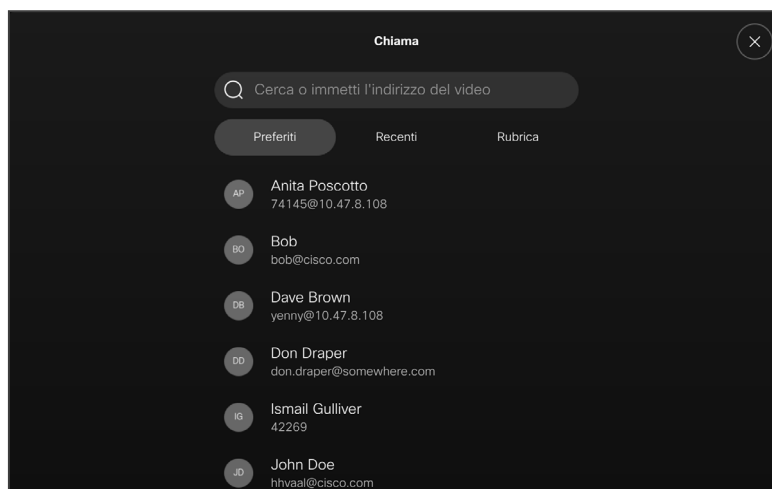 Chiama
Cerca o immetti l'indirizzo del video
Preferiti Recenti Rubrica
AP Anita Poscotto
74145@10.47.8.108
BO Bob
bob@cisco.com
DB Dave Brown
yenny@10.47.8.108
DD Don Draper
don.draper@somewhere.com
IG Ismail Gulliver
42269
JD John Doe
hhvaal@cisco.com